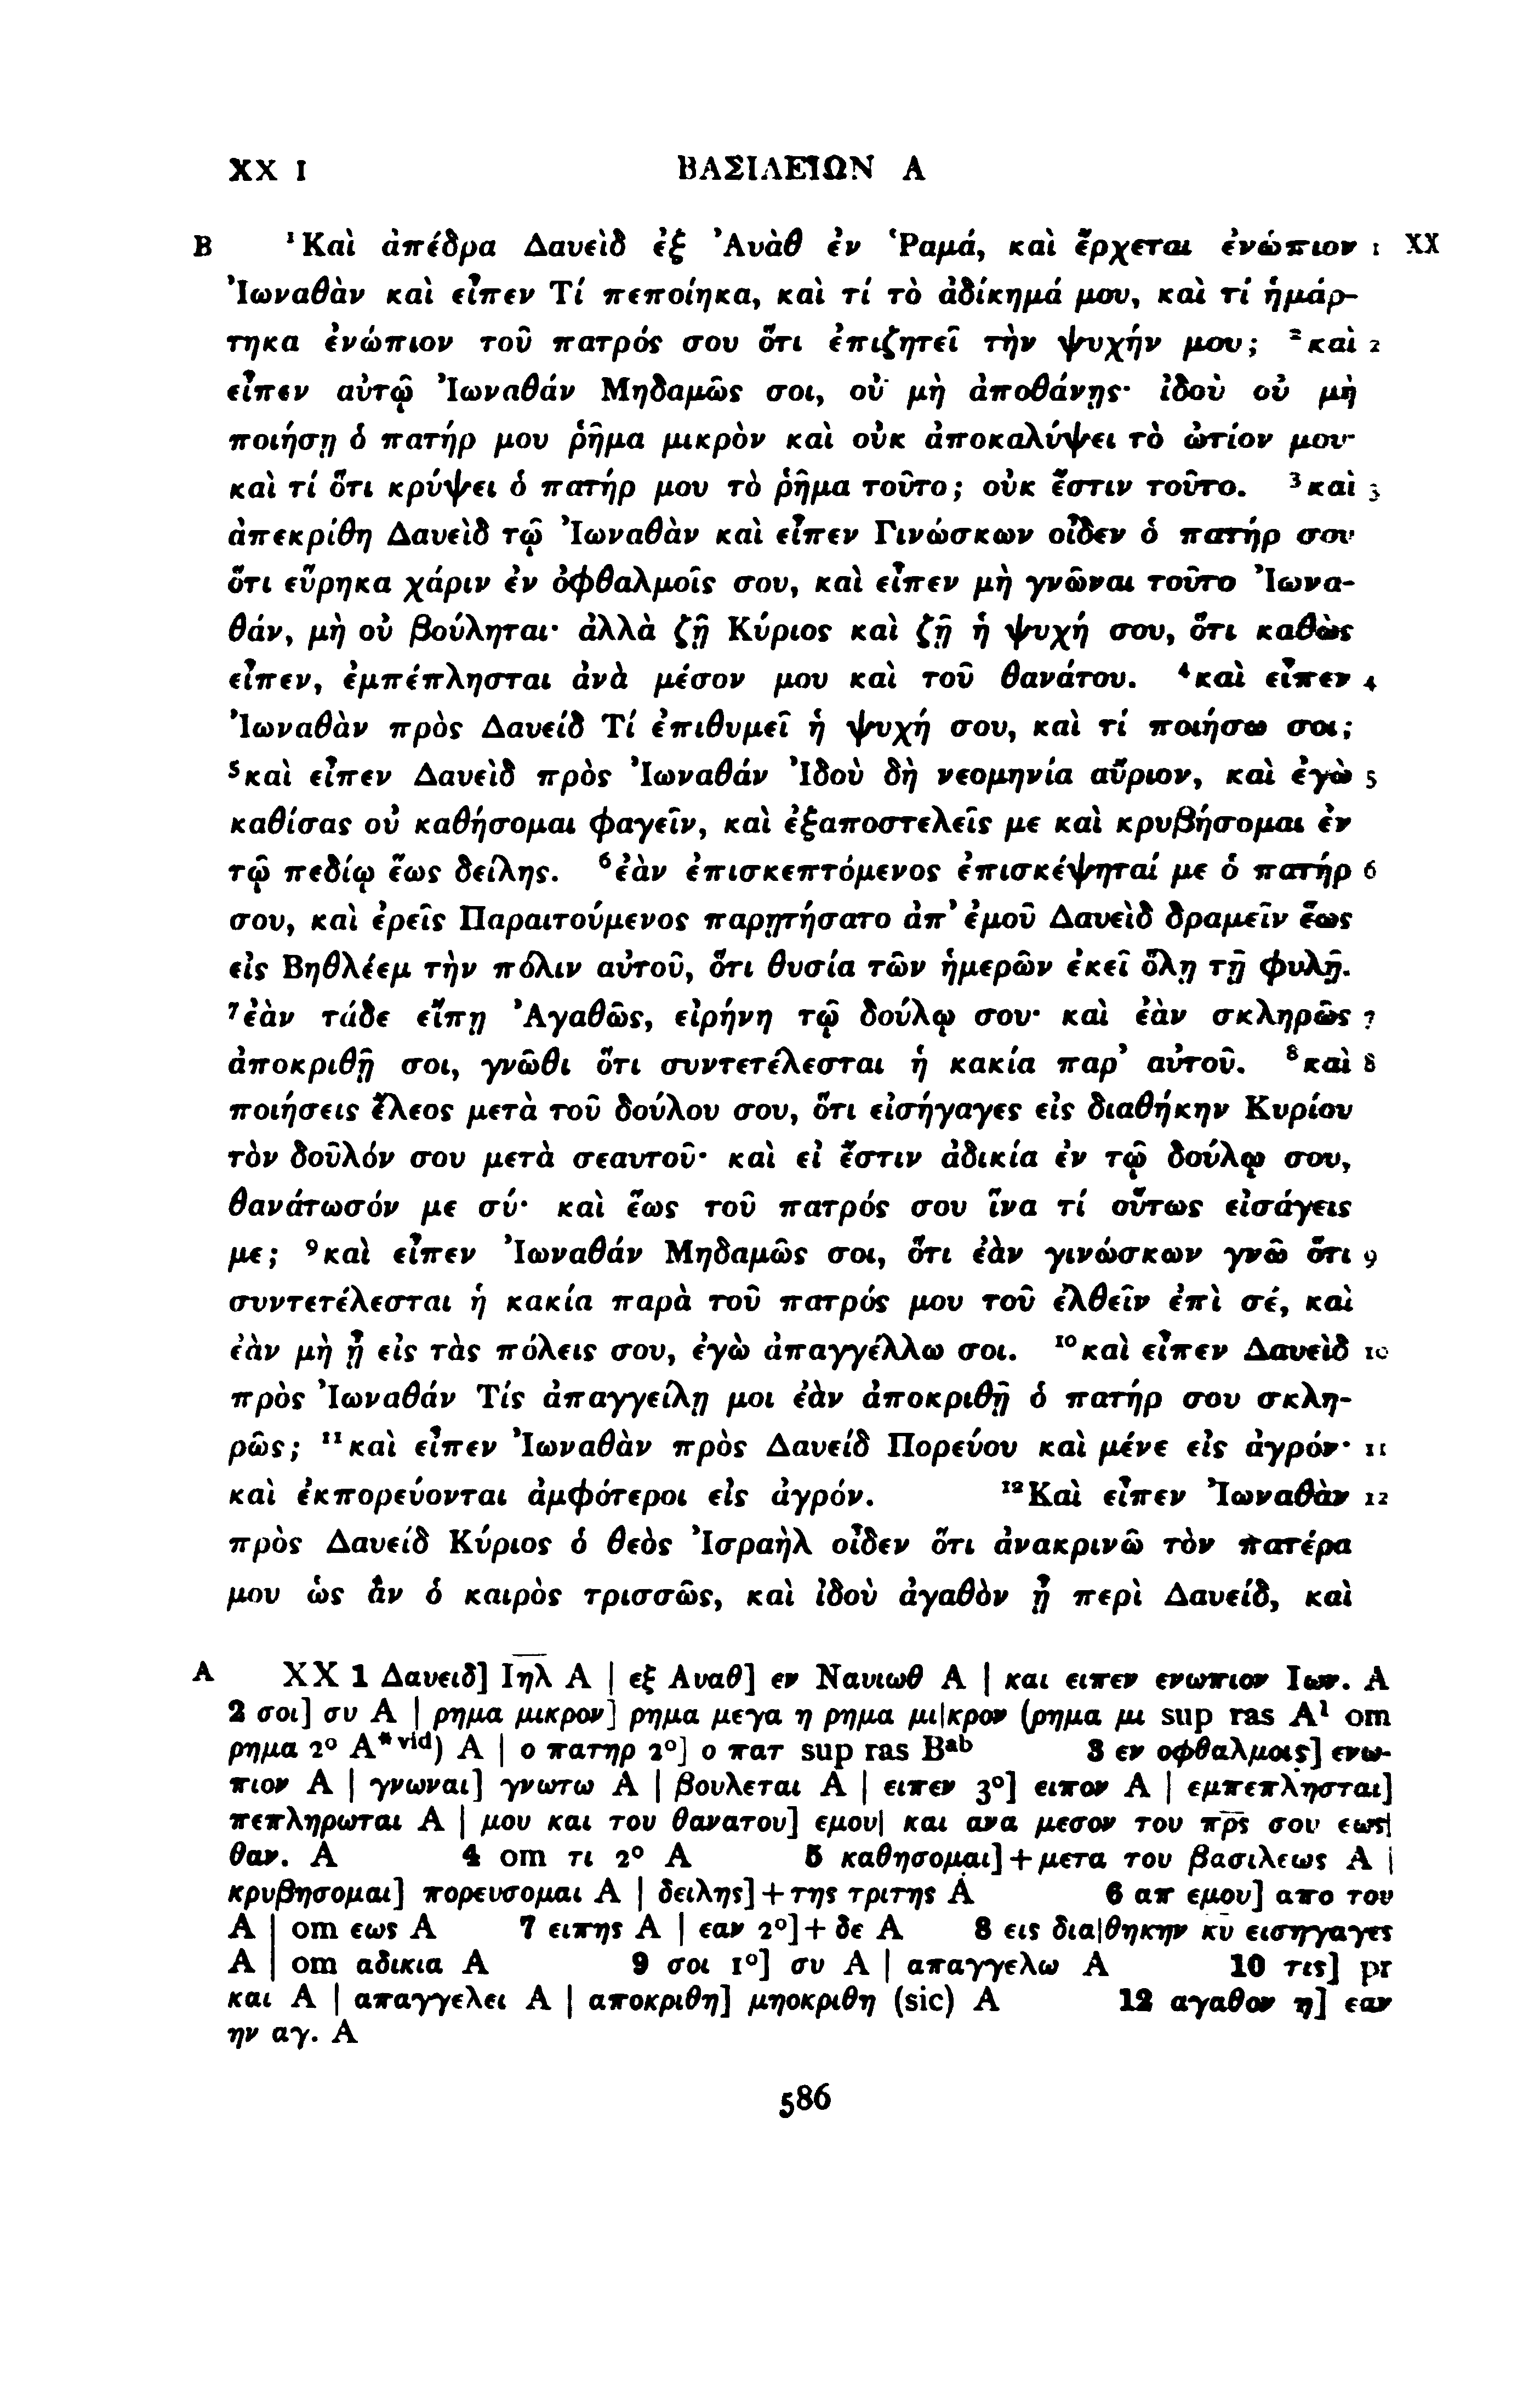 XX 1 ΒΑΣΙΛΕΙΩΝ Α
B ¹Καὶ ἀπέδρα Δαυεὶδ ἐξ Ἀυὰθ ἐν Ῥαμά, καὶ ἔρχεται ἐνώπιον 1 XX
Ἰωναθὰν καὶ εἶπεν Τί πεποίηκα, καὶ τί τὸ ἀδίκημά μου, καὶ τί ἡμάρ-
τηκα ἐνώπιον τοῦ πατρός σου ὅτι ἐπιζητεῖ τὴν ψυχήν μου; ²καὶ 2
εἶπεν αὐτῷ Ἰωναθάν Μηδαμῶς σοι, οὐ μὴ ἀποθάνῃς· ἰδοὺ οὐ μὴ
ποιήσῃ ὁ πατήρ μου ῥῆμα μικρὸν καὶ οὐκ ἀποκαλύψει τὸ ὠτίον μου·
καὶ τί ὅτι κρύψει ὁ πατήρ μου τὸ ῥῆμα τοῦτο; οὐκ ἔστιν τοῦτο. ³καὶ 3
ἀπεκρίθη Δαυεὶδ τῷ Ἰωναθὰν καὶ εἶπεν Γινώσκων οἶδεν ὁ πατήρ σου
ὅτι εὕρηκα χάριν ἐν ὀφθαλμοῖς σου, καὶ εἶπεν μὴ γνῶναι τοῦτο Ἰωνα-
θάν, μὴ οὐ βούληται· ἀλλὰ ζῇ Κύριος καὶ ζῇ ἡ ψυχή σου, ὅτι καθὼς
εἶπεν, ἐμπέπλησται ἀνὰ μέσον μου καὶ τοῦ θανάτου. ⁴καὶ εἶπεν 4
Ἰωναθὰν πρὸς Δαυείδ Τί ἐπιθυμεῖ ἡ ψυχή σου, καὶ τί ποιήσω σοι;
⁵καὶ εἶπεν Δαυεὶδ πρὸς Ἰωναθάν Ἰδοὺ δὴ νεομηνία αὔριον, καὶ ἐγὼ 5
καθίσας οὐ καθήσομαι φαγεῖν, καὶ ἐξαποστελεῖς με καὶ κρυβήσομαι ἐν
τῷ πεδίῳ ἕως δείλης. ⁶ἐὰν ἐπισκεπτόμενος ἐπισκέψηταί με ὁ πατήρ 6
σου, καὶ ἐρεῖς Παραιτούμενος παρῃτήσατο ἀπ᾽ ἐμοῦ Δαυεὶδ δραμεῖν ἕως
εἰς Βηθλέεμ τὴν πόλιν αὐτοῦ, ὅτι θυσία τῶν ἡμερῶν ἐκεῖ ὅλῃ τῇ φυλῇ.
⁷ἐὰν τάδε εἴπῃ Ἀγαθῶς, εἰρήνη τῷ δούλῳ σου· καὶ ἐὰν σκληρῶς 7
ἀποκριθῇ σοι, γνῶθι ὅτι συντετέλεσται ἡ κακία παρ᾽ αὐτοῦ. ⁸καὶ 8
ποιήσεις ἔλεος μετὰ τοῦ δούλου σου, ὅτι εἰσήγαγες εἰς διαθήκην Κυρίου
τὸν δοῦλόν σου μετὰ σεαυτοῦ· καὶ εἰ ἔστιν ἀδικία ἐν τῷ δούλῳ σου,
θανάτωσόν με σύ· καὶ ἕως τοῦ πατρός σου ἵνα τί οὕτως εἰσάγεις
με; ⁹καὶ εἶπεν Ἰωναθάν Μηδαμῶς σοι, ὅτι ἐὰν γινώσκων γνῶ ὅτι 9
συντετέλεσται ἡ κακία παρὰ τοῦ πατρός μου τοῦ ἐλθεῖν ἐπὶ σέ, καὶ
ἐὰν μὴ ᾖ εἰς τὰς πόλεις σου, ἐγὼ ἀπαγγέλλω σοι. ¹⁰καὶ εἶπεν Δαυεὶδ 10
πρὸς Ἰωναθάν Τίς ἀπαγγείλῃ μοι ἐὰν ἀποκριθῇ ὁ πατήρ σου σκλη-
ρῶς; ¹¹καὶ εἶπεν Ἰωναθὰν πρὸς Δαυείδ Πορεύου καὶ μένε εἰς ἀγρόν· 11
καὶ ἐκπορεύονται ἀμφότεροι εἰς ἀγρόν. ¹²Καὶ εἶπεν Ἰωναθὰν 12
πρὸς Δαυείδ Κύριος ὁ θεὸς Ἰσραὴλ οἶδεν ὅτι ἀνακρινῶ τὸν πατέρα
μου ὡς ἂν ὁ καιρὸς τρισσῶς, καὶ ἰδοὺ ἀγαθὸν ᾖ περὶ Δαυείδ, καὶ
A XX 1 Δαυειδ] Ιη̅λ̅ A | εξ Αυαθ] εν Ναυιωθ A | και ειπεν ενωπιον Ιων. A
2 σοι] συ A | ρημα μικρον] ρημα μεγα η ρημα μι|κρον (ρημα μι sup ras A¹ om
ρημα 2° A*ᵛⁱᵈ) A | ο πατηρ 2°] ο πατ sup ras Bᵃᵇ 3 εν οφθαλμοις] ενω-
πιον A | γνωναι] γνωτω A | βουλεται A | ειπεν 3°] ειπον A | εμπεπλησται]
πεπληρωται A | μου και του θανατου] εμου| και ανα μεσον του π̅ρ̅ς̅ σου εως|
θαν. A 4 om τι 2° A 5 καθησομαι]+μετα του βασιλεως A |
κρυβησομαι] πορευσομαι A | δειλης]+της τριτης A 6 απ εμου] απο του
A | om εως A 7 ειπης A | εαν 2°]+δε A 8 εις δια|θηκην κ̅υ̅ εισηγαγες
A | om αδικια A 9 σοι 1°] συ A | απαγγελω A 10 τις] pr
και A | απαγγελει A | αποκριθη] μηοκριθη (sic) A 12 αγαθον η] εαν
ην αγ. A
586